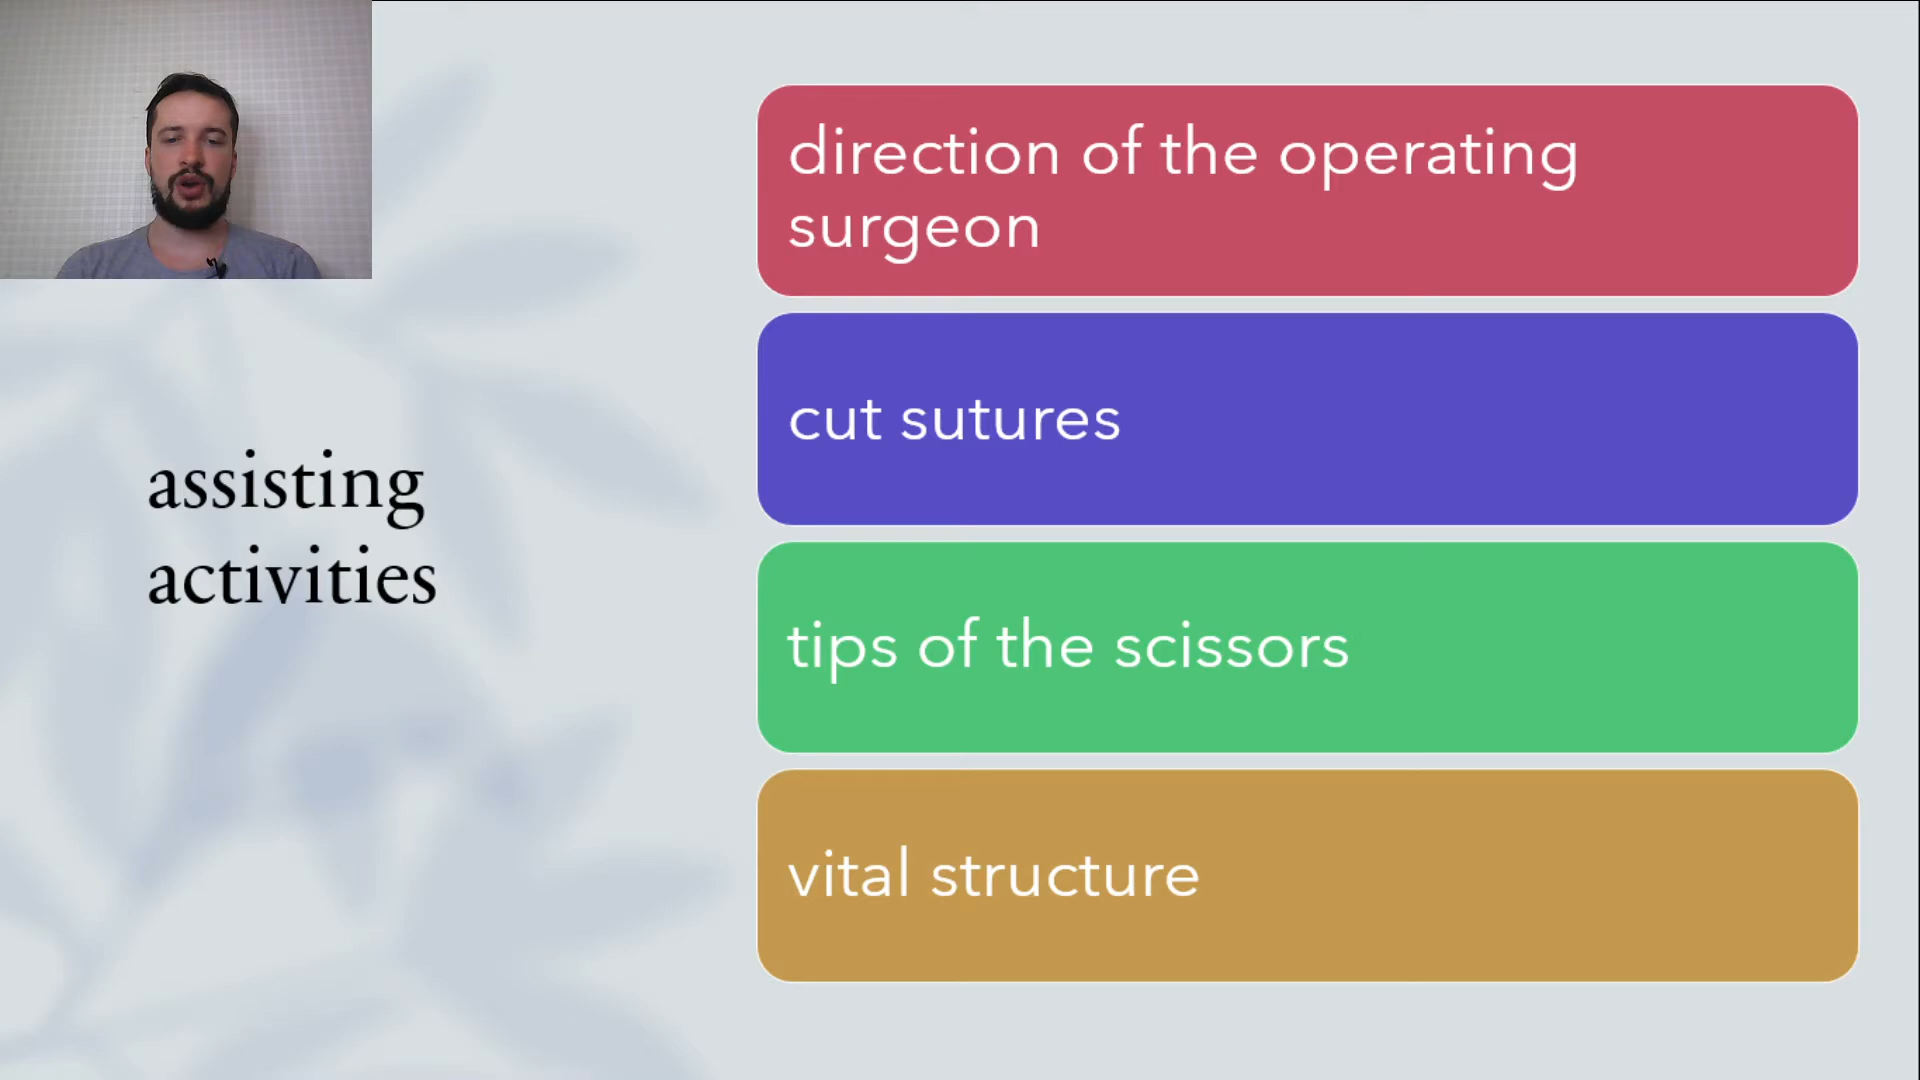 assisting
activities
direction of the operating
surgeon
cut sutures
tips of the scissors
vital structure